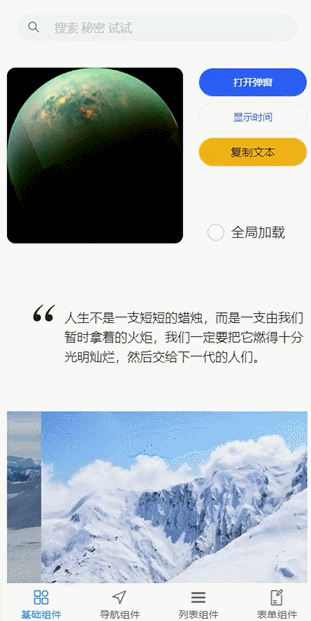 搜索 秘密 试试
打开弹窗
显示时间
复制文本
全局加载
人生不是一支短短的蜡烛，而是一支由我们
暂时拿着的火炬，我们一定要把它燃得十分
光明灿烂，然后交给下一代的人们。
基础组件 导航组件 列表组件 表单组件